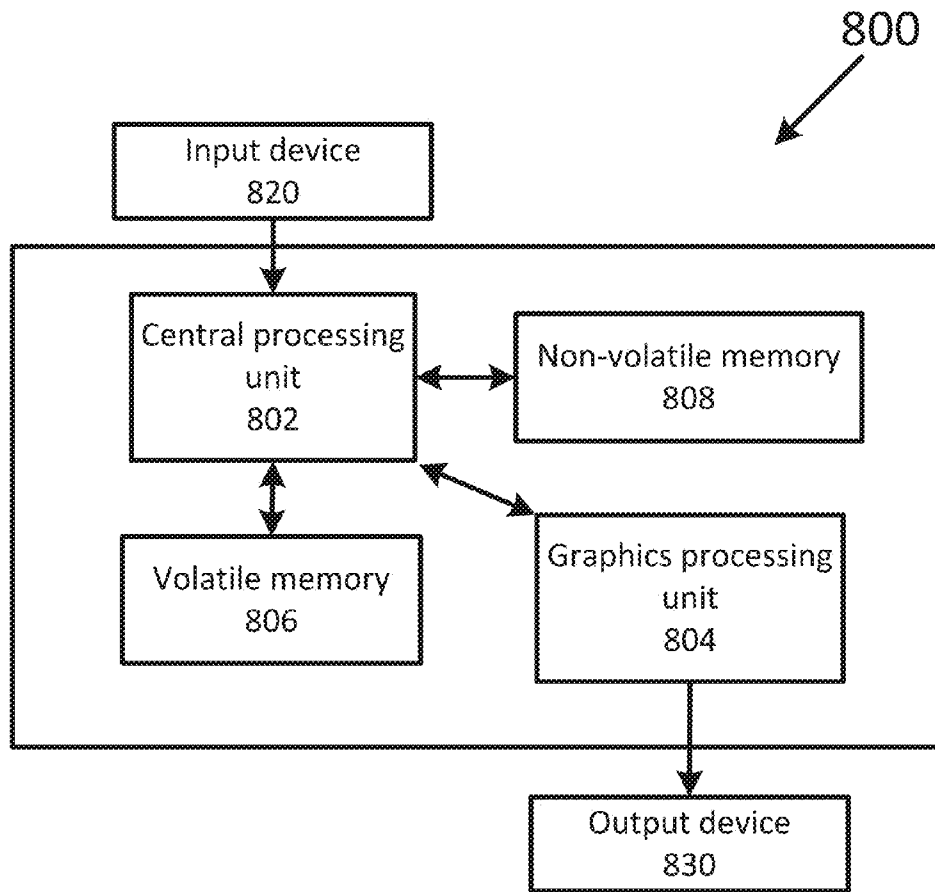 800
Input device
820
Central processing
unit
802
Non-volatile memory
808
Volatile memory
806
Graphics processing
unit
804
Output device
830